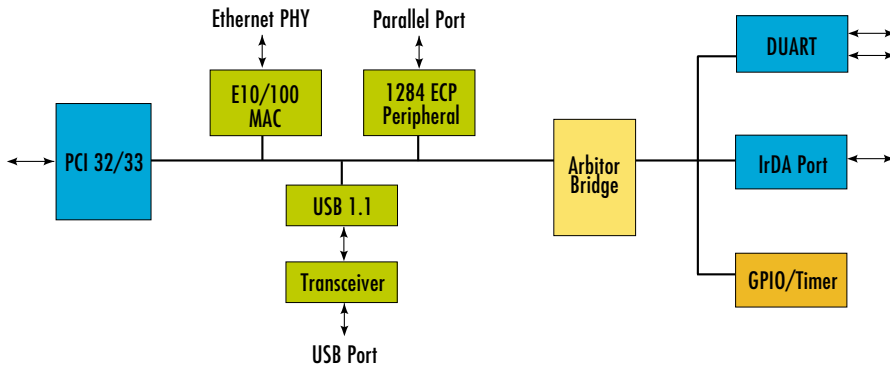 Ethernet PHY
Parallel Port
E10/100
MAC
1284 ECP
Peripheral
DUART
PCI 32/33
Arbitor
Bridge
IrDA Port
USB 1.1
Transceiver
GPIO/Timer
USB Port